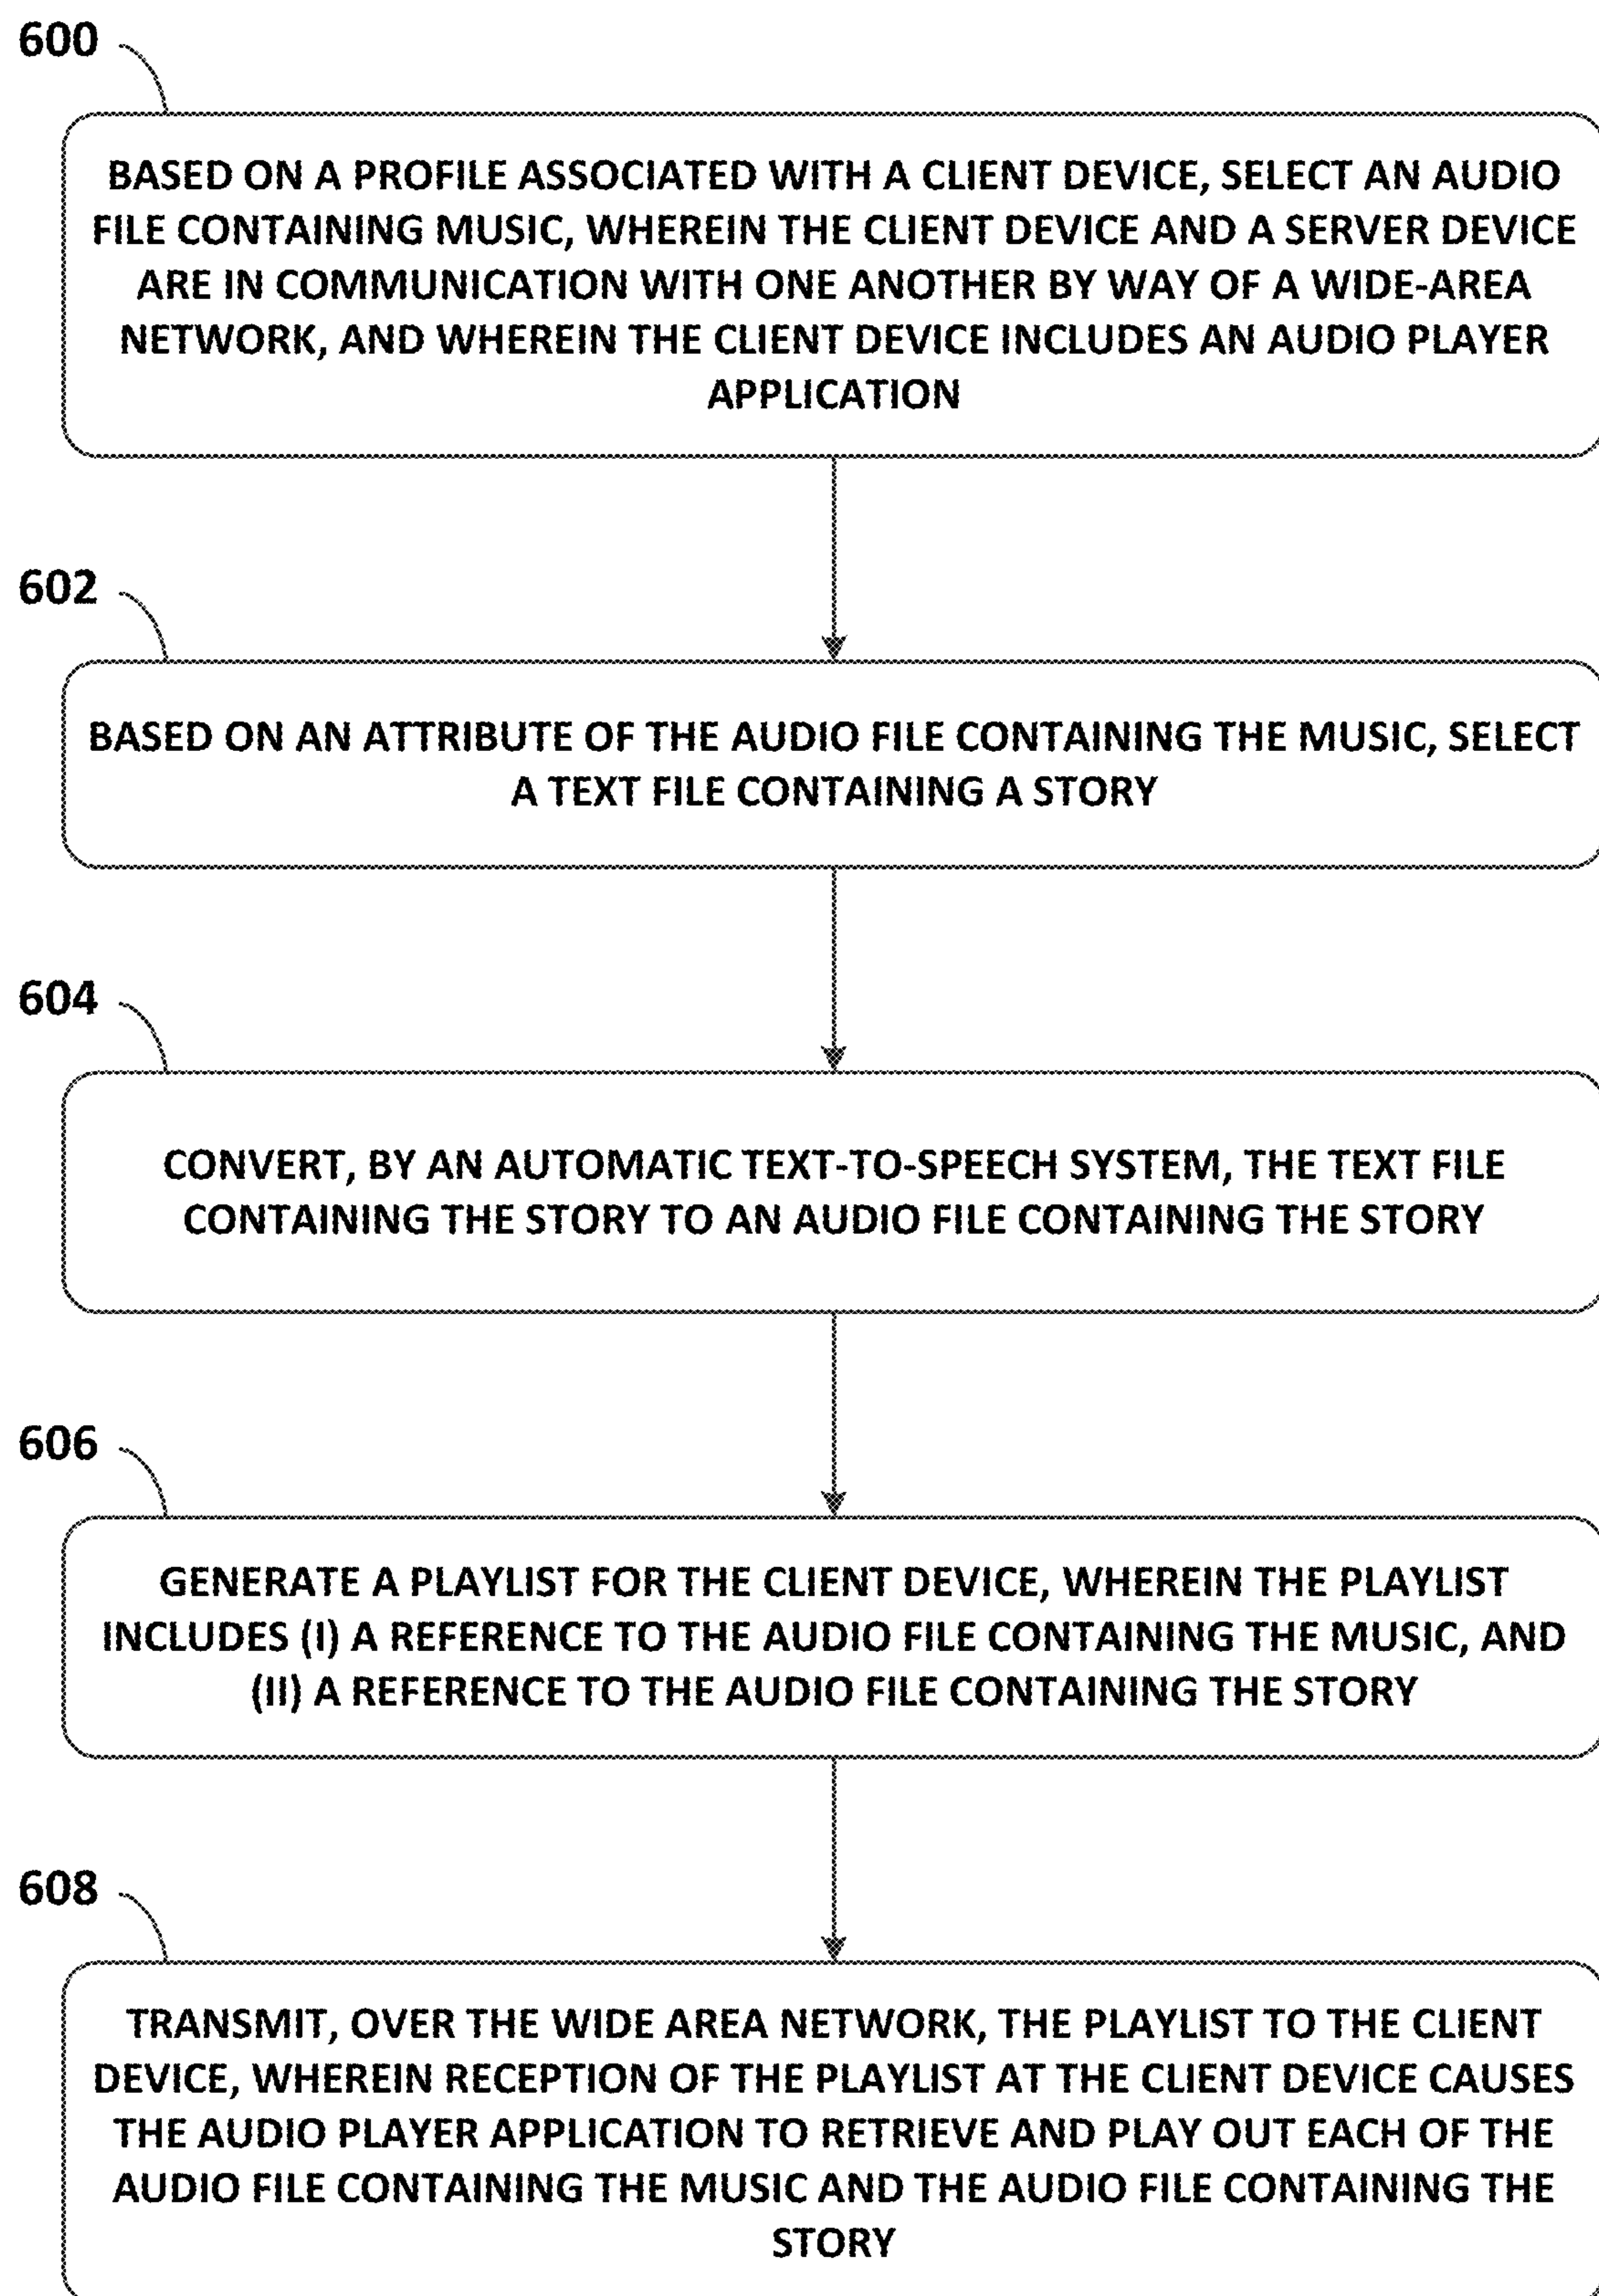 600
BASED ON A PROFILE ASSOCIATED WITH A CLIENT DEVICE, SELECT AN AUDIO
FILE CONTAINING MUSIC, WHEREIN THE CLIENT DEVICE AND A SERVER DEVICE
ARE IN COMMUNICATION WITH ONE ANOTHER BY WAY OF A WIDE-AREA
NETWORK, AND WHEREIN THE CLIENT DEVICE INCLUDES AN AUDIO PLAYER
APPLICATION
602
BASED ON AN ATTRIBUTE OF THE AUDIO FILE CONTAINING THE MUSIC, SELECT
A TEXT FILE CONTAINING A STORY
604
CONVERT, BY AN AUTOMATIC TEXT-TO-SPEECH SYSTEM, THE TEXT FILE
CONTAINING THE STORY TO AN AUDIO FILE CONTAINING THE STORY
606
GENERATE A PLAYLIST FOR THE CLIENT DEVICE, WHEREIN THE PLAYLIST
INCLUDES (I) A REFERENCE TO THE AUDIO FILE CONTAINING THE MUSIC, AND
(II) A REFERENCE TO THE AUDIO FILE CONTAINING THE STORY
608
TRANSMIT, OVER THE WIDE AREA NETWORK, THE PLAYLIST TO THE CLIENT
DEVICE, WHEREIN RECEPTION OF THE PLAYLIST AT THE CLIENT DEVICE CAUSES
THE AUDIO PLAYER APPLICATION TO RETRIEVE AND PLAY OUT EACH OF THE
AUDIO FILE CONTAINING THE MUSIC AND THE AUDIO FILE CONTAINING THE
STORY